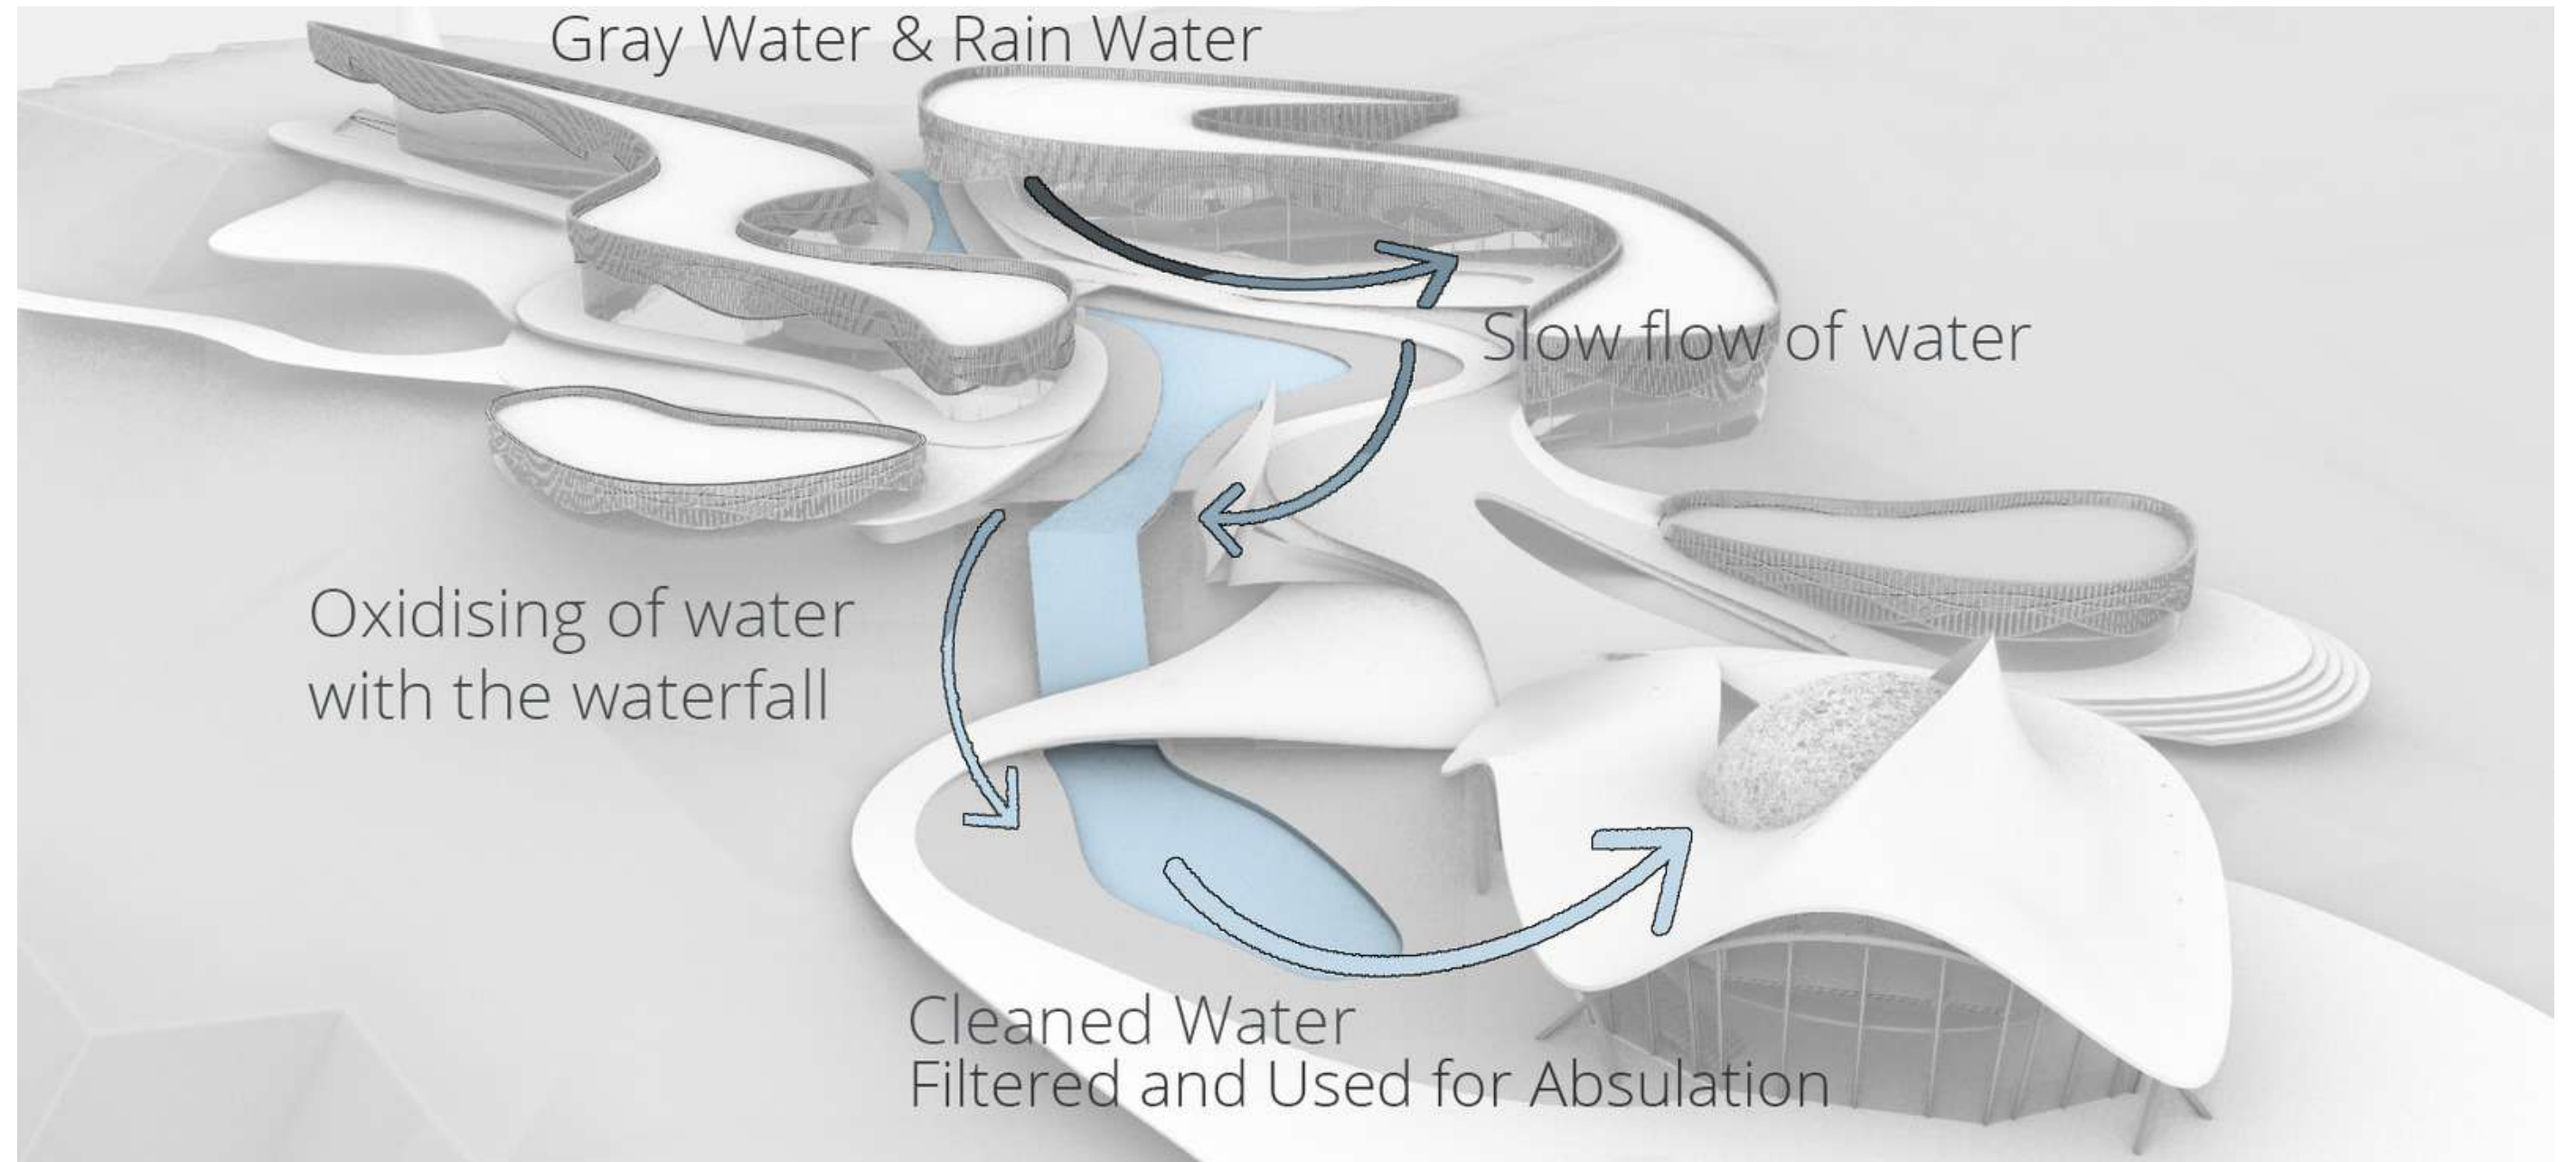 Gray Water & Rain Water
Slow flow of water
Oxidising of water
with the waterfall
Cleaned Water
Filtered and Used for Absulation